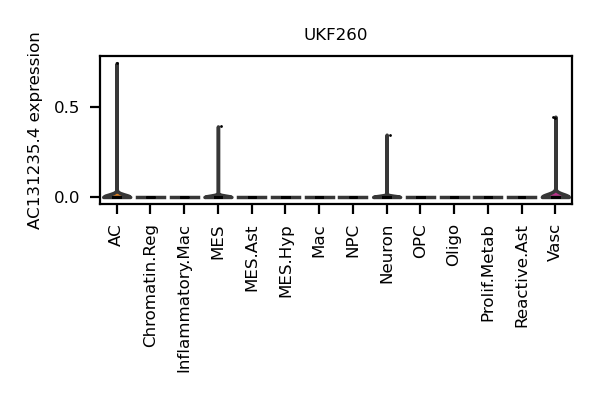 UKF260
AC131235.4 expression
0.5
0.0
AC
Chromatin.Reg
Inflammatory.Mac
MES
MES.Ast
MES.Hyp
Mac
NPC
Neuron
OPC
Oligo
Prolif.Metab
Reactive.Ast
Vasc